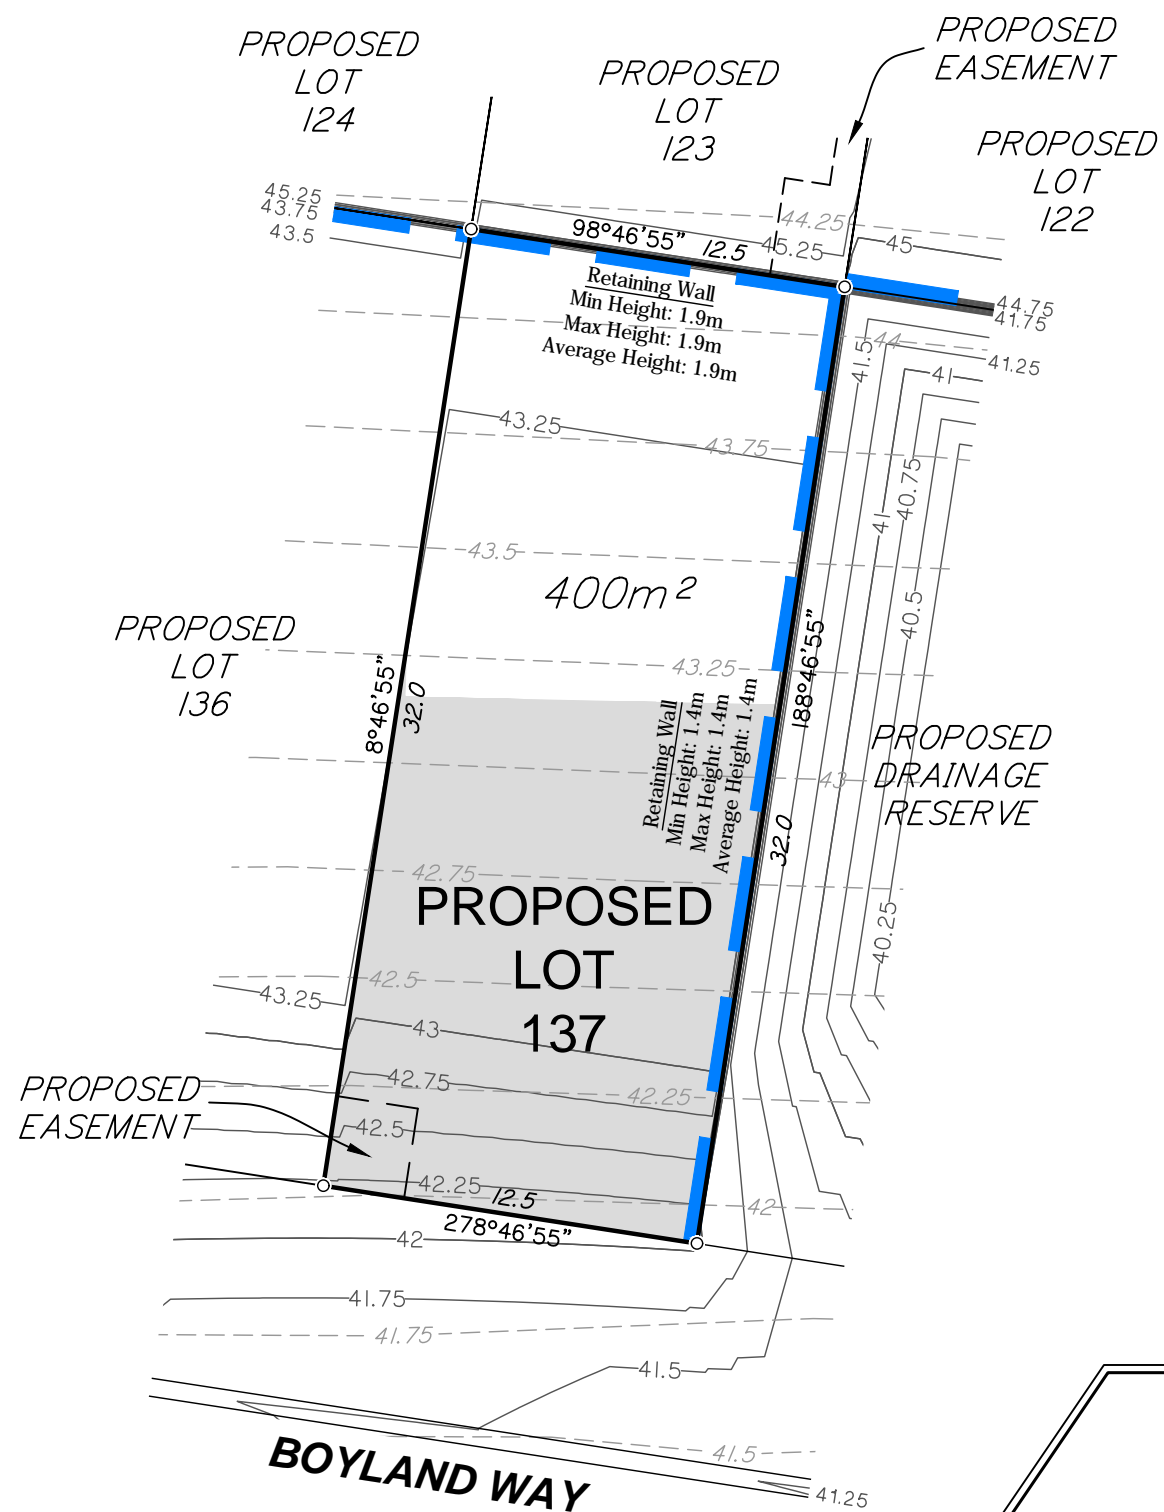 PROPOSED
LOT
124
PROPOSED
LOT
123
PROPOSED
EASEMENT
PROPOSED
LOT
122
45.25
43.75
43.5
44.25
98°46'55" 12.5
45.25
45
44.75
41.75
Retaining Wall
Min Height: 1.9m
Max Height: 1.9m
Average Height: 1.9m
44
41.5
41.25
41
43.25
43.75
40.75
41
43.5
400m²
40.5
PROPOSED
LOT
136
188°46'55"
43.25
8°46'55"
32.0
Retaining Wall
Min Height: 1.4m
Max Height: 1.4m
Average Height: 1.4m
PROPOSED
DRAINAGE
RESERVE
43
32.0
42.75
PROPOSED
LOT
137
40.25
42.5
43.25
43
42.75
42.25
PROPOSED
EASEMENT
42.5
42.25
12.5
42
278°46'55"
42
41.75
41.75
41.5
41.5
BOYLAND WAY
41.25